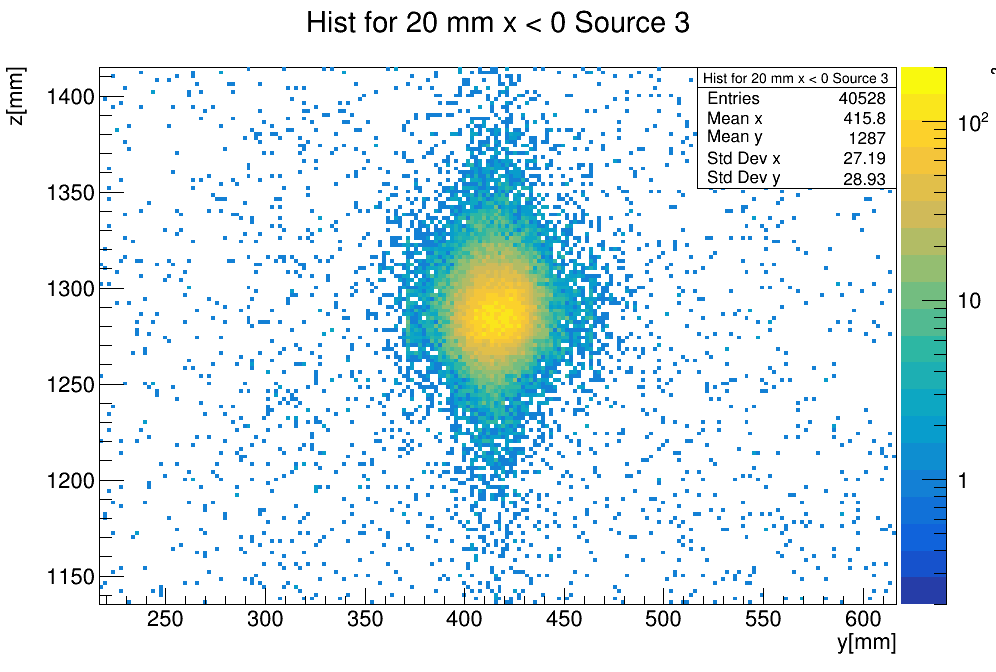 Hist for 20 mm x < 0 Source 3
z[mm]
Hist for 20 mm x < 0 Source 3
Entries 40528
Mean x 415.8
Mean y 1287
Std Dev x 27.19
Std Dev y 28.93
1400
1350
1300
1250
1200
1150
250 300 350 400 450 500 550 600
y[mm]
10²
10
1